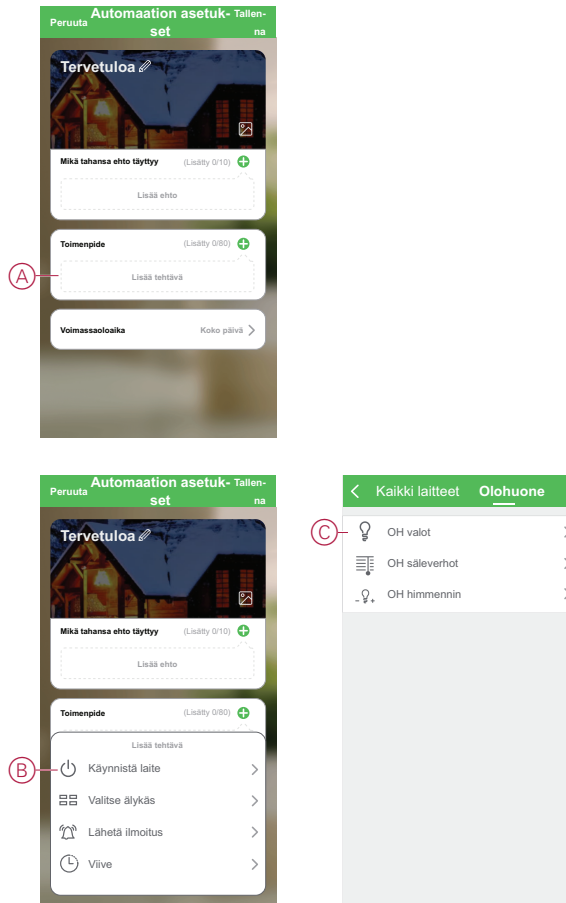 Peruuta Automaation asetuk- Tallen-
set na
Tervetuloa
Mikä tahansa ehto täyttyy (Lisätty 0/10)
Lisää ehto
Toimenpide (Lisätty 0/80)
A
Lisää tehtävä
Voimassaoloaika Koko päivä
Peruuta Automaation asetuk- Tallen-
set na
Tervetuloa
Mikä tahansa ehto täyttyy (Lisätty 0/10)
Lisää ehto
Toimenpide (Lisätty 0/80)
Lisää tehtävä
B Käynnistä laite
Valitse älykäs
Lähetä ilmoitus
Viive
Kaikki laitteet Olohuone
C OH valot
OH säleverhot
OH himmennin